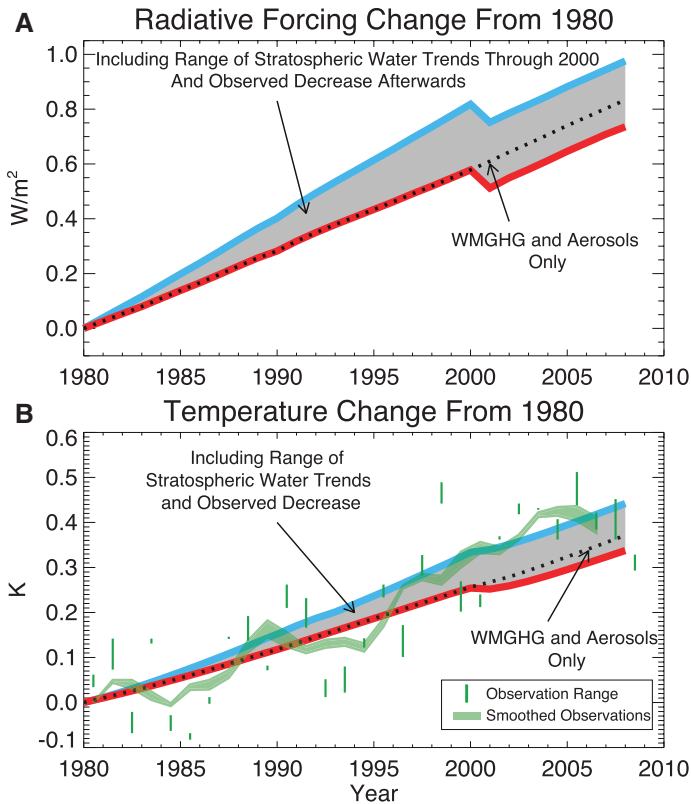 A
Radiative Forcing Change From 1980
Including Range of Stratospheric Water Trends Through 2000
And Observed Decrease Afterwards
WMGHG and Aerosols
Only
W/m²
1.0
0.8
0.6
0.4
0.2
0.0
1980 1985 1990 1995 2000 2005 2010
B
Temperature Change From 1980
Including Range of
Stratospheric Water Trends
and Observed Decrease
WMGHG and Aerosols
Only
Observation Range
Smoothed Observations
K
0.6
0.5
0.4
0.3
0.2
0.1
0.0
-0.1
1980 1985 1990 1995 2000 2005 2010
Year